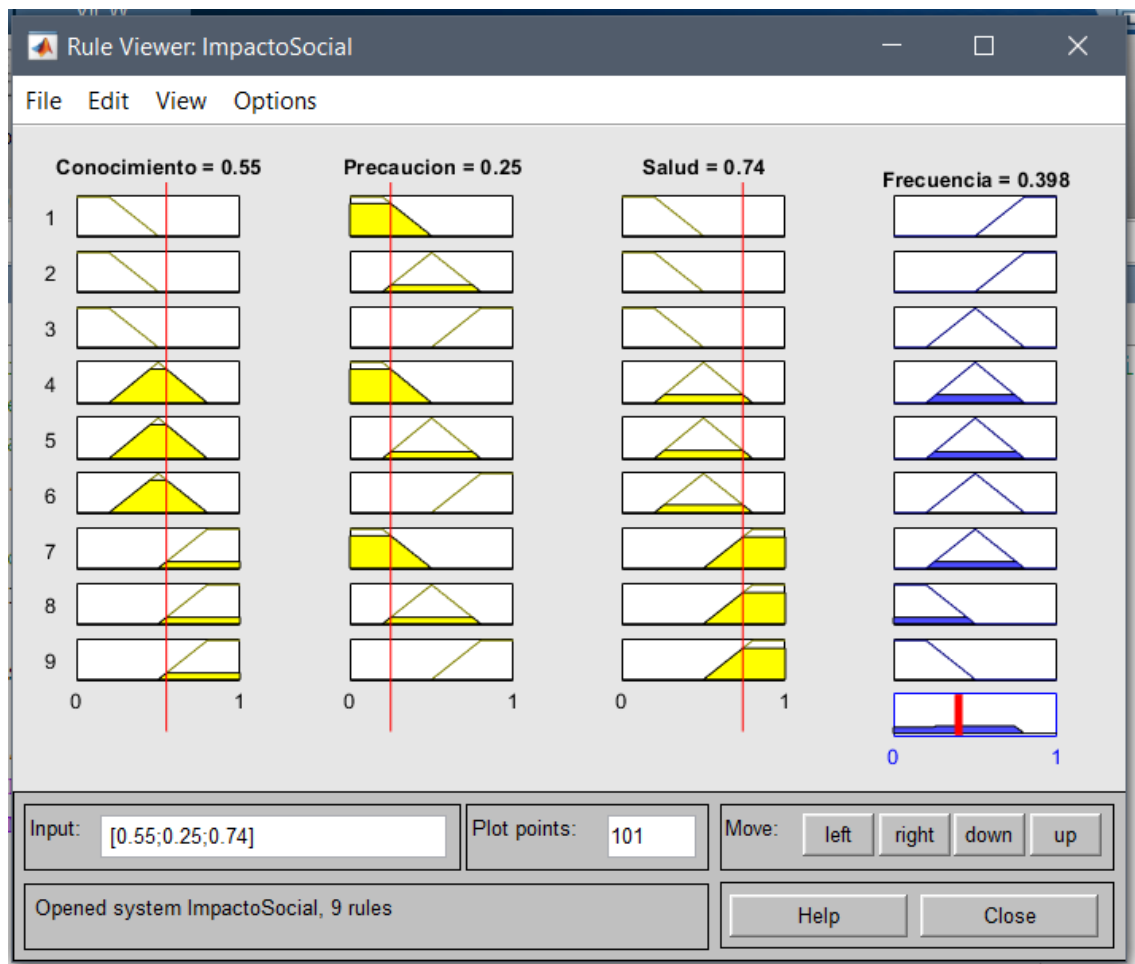 Rule Viewer: ImpactoSocial
File Edit View Options
Conocimiento = 0.55 Precaucion = 0.25 Salud = 0.74 Frecuencia = 0.398
1
2
3
4
5
6
7
8
9
0 1 0 1 0 1
0 1
Input: [0.55;0.25;0.74] Plot points: 101 Move: left right down up
Opened system ImpactoSocial, 9 rules Help Close